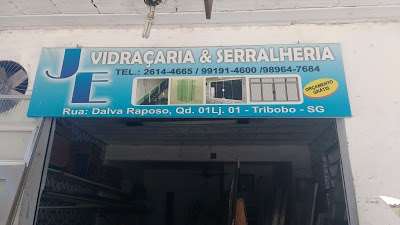 JE
VIDRAÇARIA & SERRALHERIA
TEL.: 2614-4665 / 99191-4600 /98964-7684
ORÇAMENTO
GRÁTIS
Rua: Dalva Raposo, Qd. 01Lj. 01 - Tribobo - SG